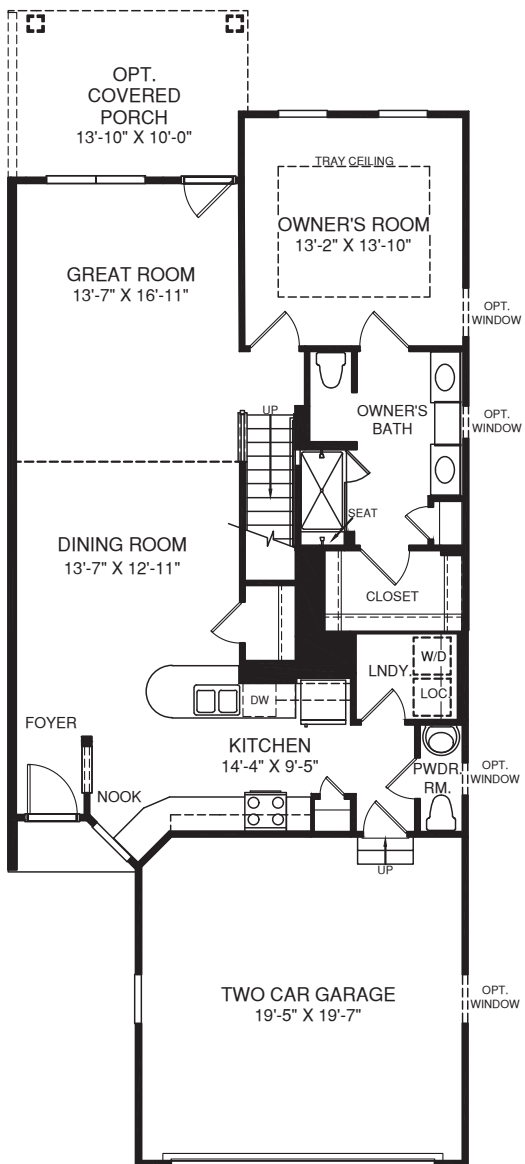 OPT.
COVERED
PORCH
13'-10" X 10'-0"
TRAY CEILING
OWNER'S ROOM
13'-2" X 13'-10"
GREAT ROOM
13'-7" X 16'-11"
OPT.
WINDOW
UP
OWNER'S
BATH
OPT.
WINDOW
SEAT
DINING ROOM
13'-7" X 12'-11"
CLOSET
LNDY.
W/D
LOC.
DW
FOYER
KITCHEN
14'-4" X 9'-5"
PWDR.
RM.
OPT.
WINDOW
NOOK
UP
TWO CAR GARAGE
19'-5" X 19'-7"
OPT.
WINDOW